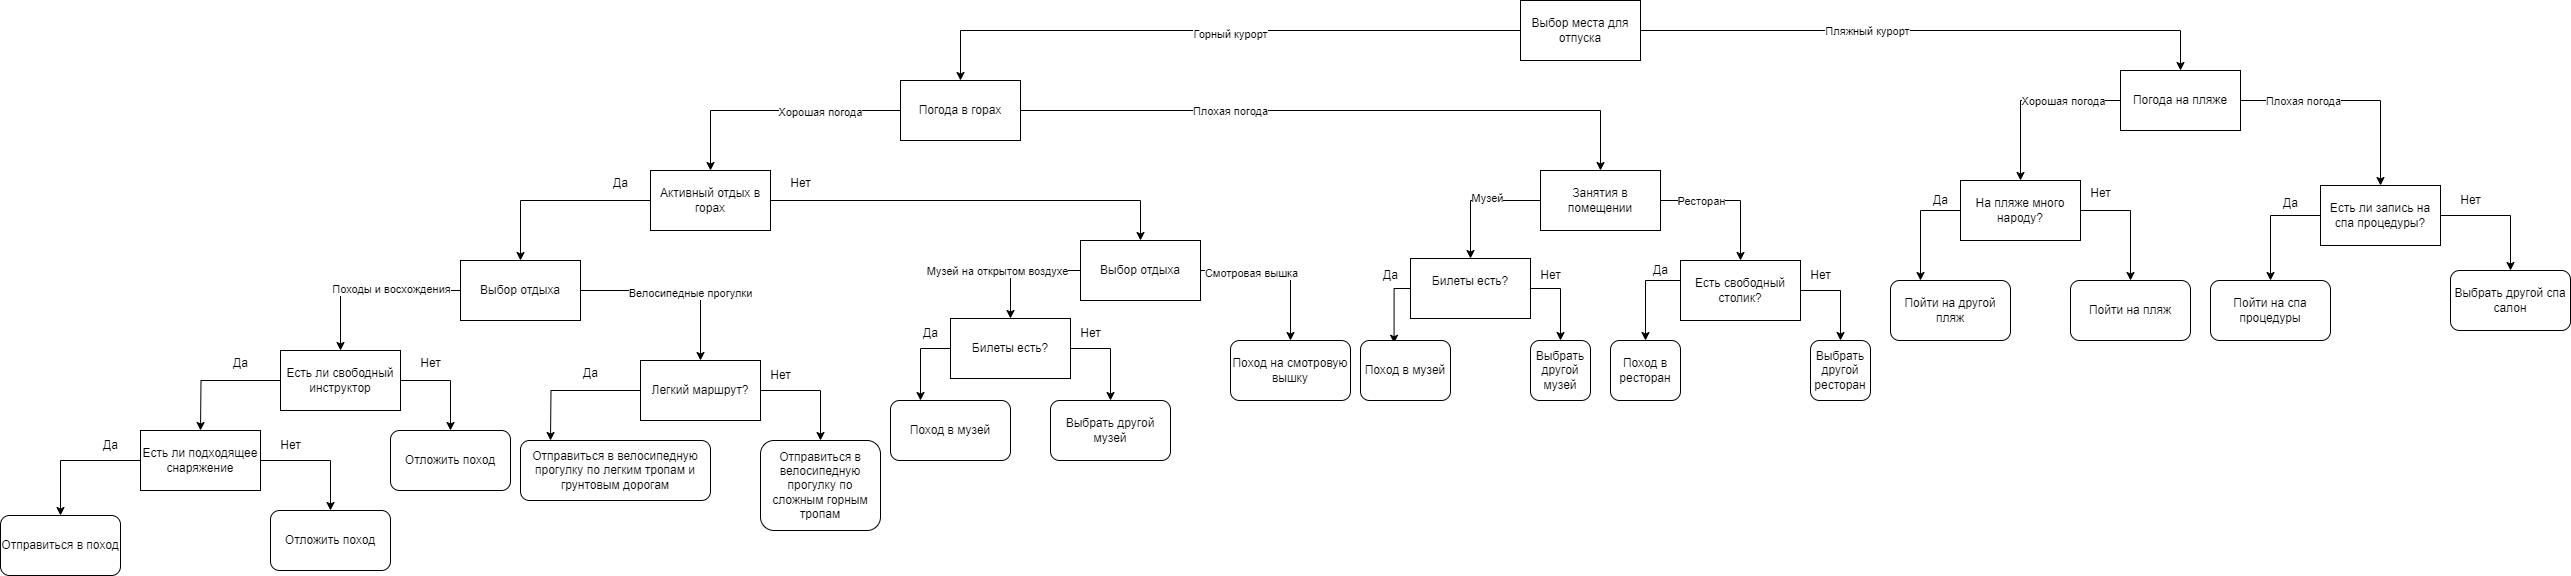 Выбор места для
отпуска
Горный курорт
Пляжный курорт
Погода в горах
Хорошая погода
Плохая погода
Погода на пляже
Хорошая погода
Плохая погода
Активный отдых в
горах
Да
Нет
Занятия в
помещении
Музей
Ресторан
На пляже много
народу?
Да
Нет
Есть ли запись на
спа процедуры?
Да
Нет
Выбор отдыха
Походы и восхождения
Велосипедные прогулки
Выбор отдыха
Музей на открытом воздухе
Смотровая вышка
Билеты есть?
Да
Нет
Есть свободный
столик?
Да
Нет
Пойти на другой
пляж
Пойти на пляж
Пойти на спа
процедуры
Выбрать другой спа
салон
Есть ли свободный
инструктор
Да
Нет
Легкий маршрут?
Да
Нет
Билеты есть?
Да
Нет
Поход на смотровую
вышку
Поход в музей
Выбрать
другой
музей
Поход в
ресторан
Выбрать
другой
ресторан
Есть ли подходящее
снаряжение
Да
Нет
Отложить поход
Отправиться в велосипедную
прогулку по легким тропам и
грунтовым дорогам
Отправиться в
велосипедную
прогулку по
сложным горным
тропам
Поход в музей
Выбрать другой
музей
Отправиться в поход
Отложить поход